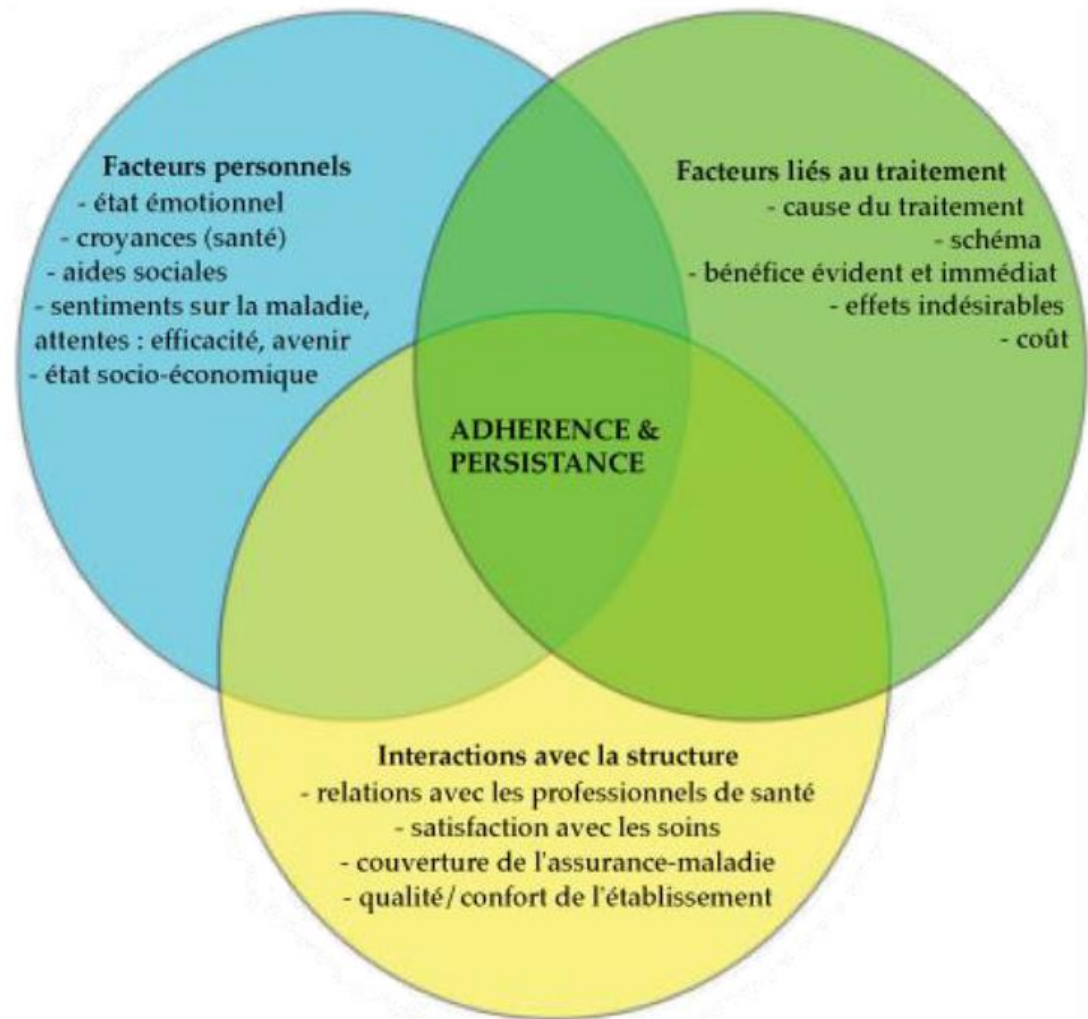 Facteurs personnels
- état émotionnel
- croyances (santé)
- aides sociales
- sentiments sur la maladie,
attentes : efficacité, avenir
- état socio-économique
Facteurs liés au traitement
- cause du traitement
- schéma
- bénéfice évident et immédiat
- effets indésirables
- coût
ADHERENCE &
PERSISTANCE
Interactions avec la structure
- relations avec les professionnels de santé
- satisfaction avec les soins
- couverture de l'assurance-maladie
- qualité/confort de l'établissement